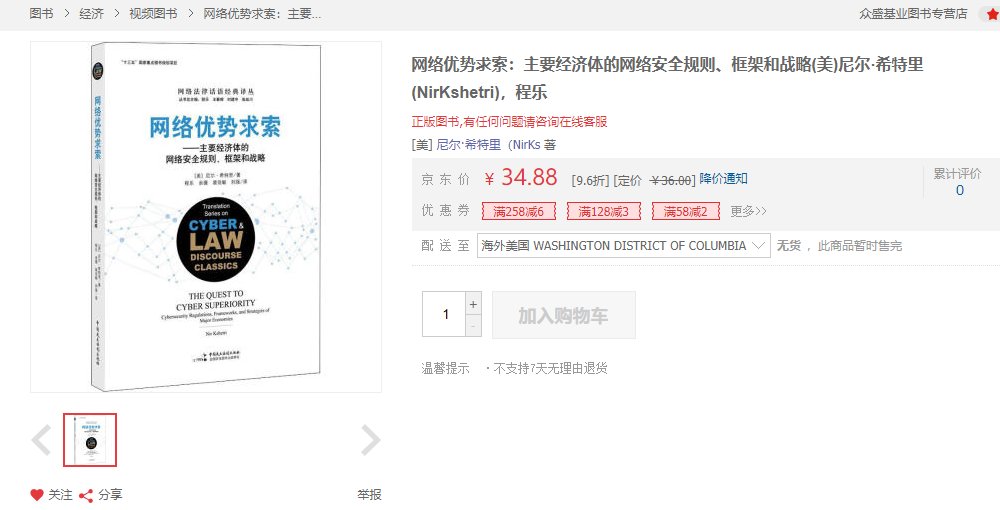 图书 > 经济 > 视频图书 > 网络优势求索：主要...
众盛基业图书专营店
"十三五"国家重点图书规划项目
网络法律话语经典译丛
网络优势求索
——主要经济体的
网络安全规则、框架和战略
[美] 尼尔·希特里/著
Translation
Series on
CYBER &
LAW
DISCOURSE
CLASSICS
THE QUEST TO
CYBER SUPERIORITY
Cybersecurity Regulations, Frameworks, and Strategies of
Major Economies
Nir Kshetri
中国民主法制出版社
网络优势求索
网络优势求索：主要经济体的网络安全规则、框架和战略(美)尼尔·希特里
(NirKshetri)，程乐
正版图书,有任何问题请咨询在线客服
[美] 尼尔·希特里（NirKs 著
京 东 价 ￥ 34.88 [9.6折] [定价 ￥36.00] 降价通知
累计评价
0
优 惠 券 满258减6 满128减3 满58减2 更多>>
配 送 至 海外美国 WASHINGTON DISTRICT OF COLUMBIA 无货 ，此商品暂时售完
1 + -
加入购物车
温馨提示 ·不支持7天无理由退货
关注 分享 举报